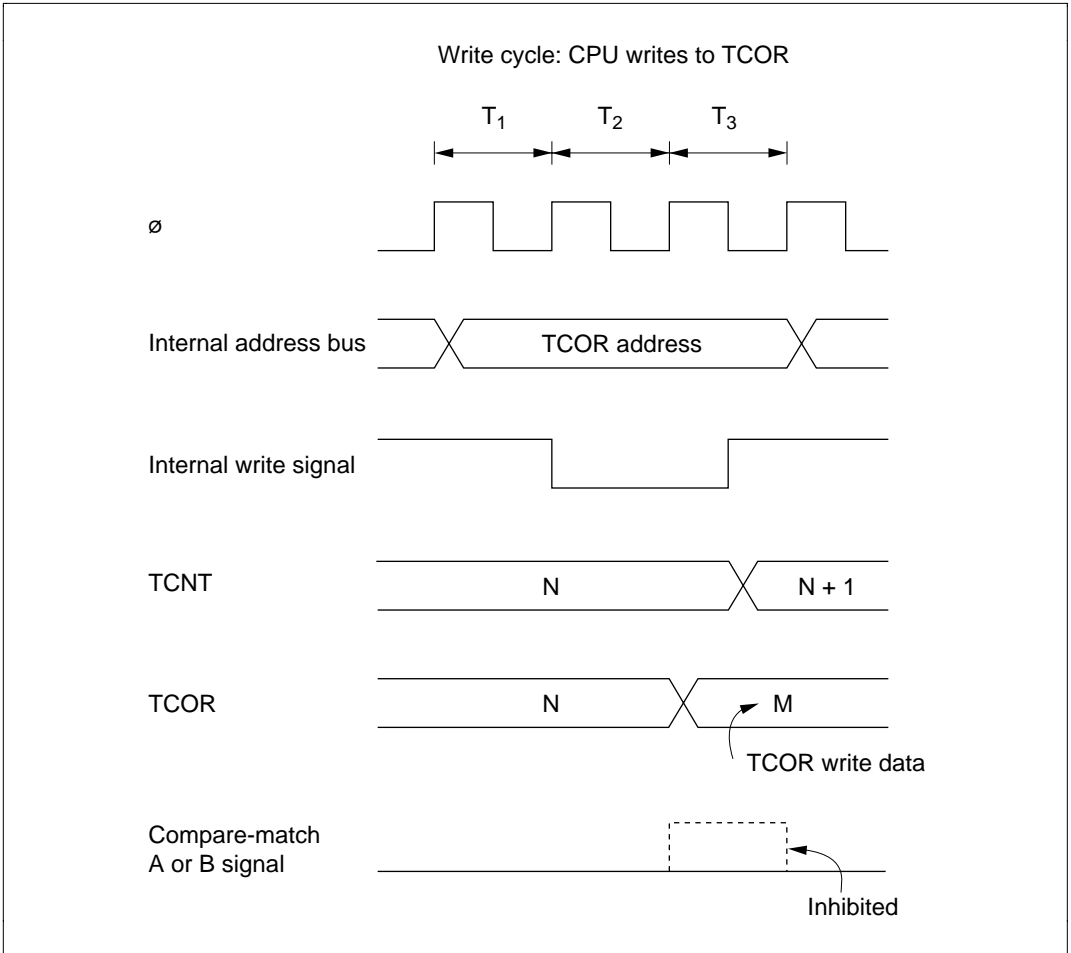 Write cycle: CPU writes to TCOR
T1 T2 T3
ø
Internal address bus
TCOR address
Internal write signal
TCNT
N
N + 1
TCOR
N
M
TCOR write data
Compare-match
A or B signal
Inhibited